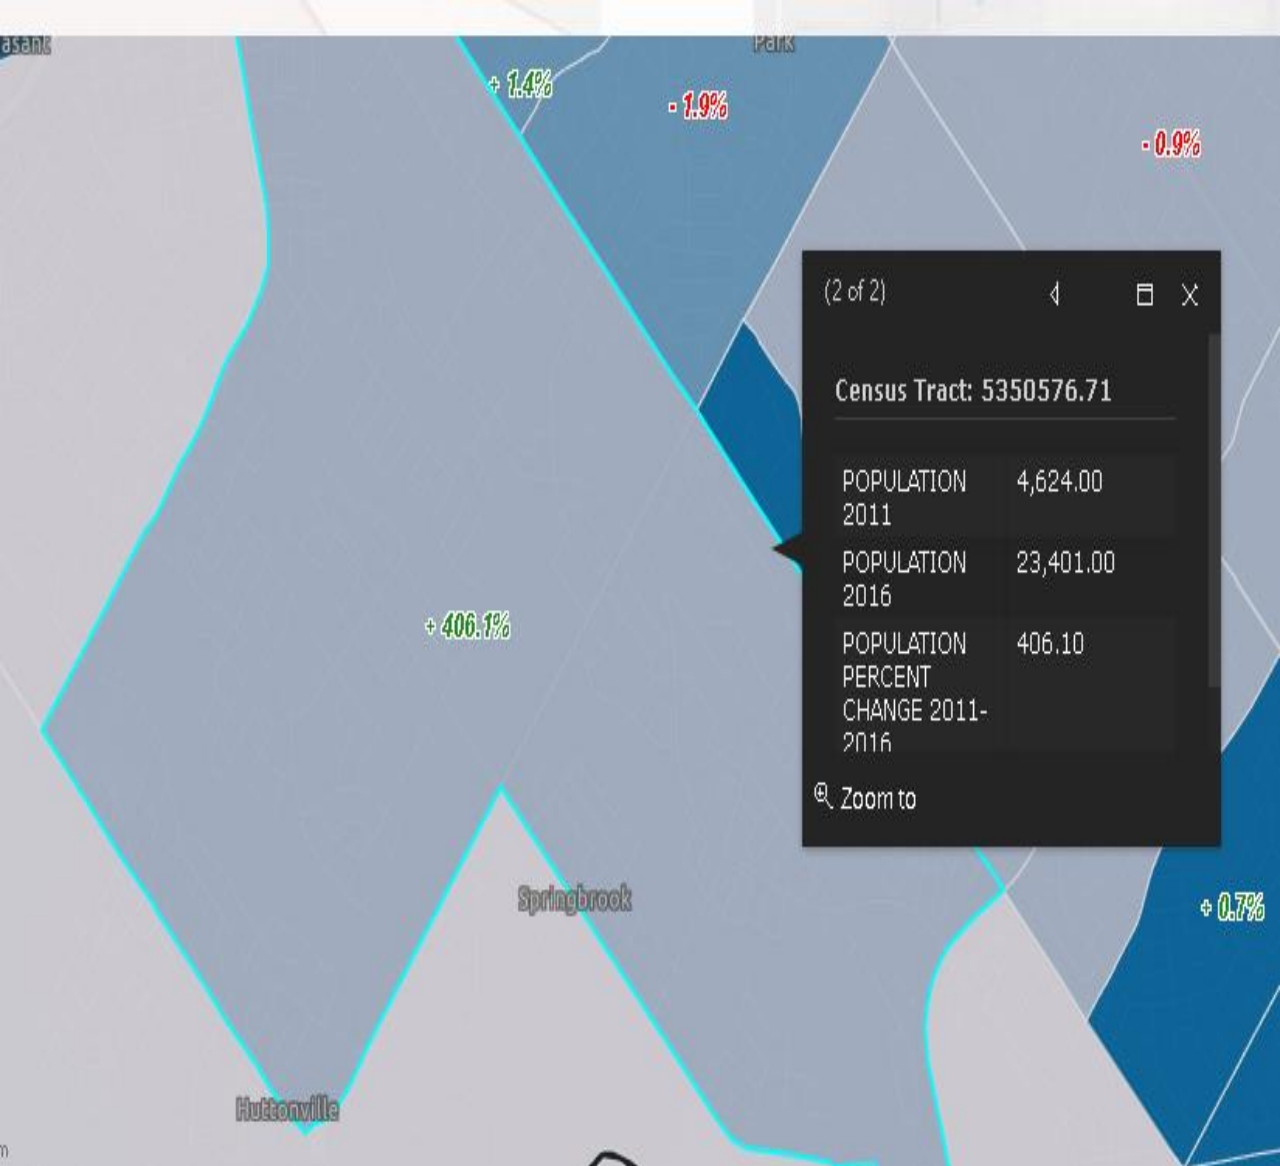 asant
Park
+ 1.4%
- 1.9%
- 0.9%
(2 of 2)
Census Tract: 5350576.71
POPULATION 2011
4,624.00
POPULATION 2016
23,401.00
POPULATION PERCENT CHANGE 2011-2016
406.10
Zoom to
+ 406.1%
Springbrook
+ 0.7%
Huttonville
m